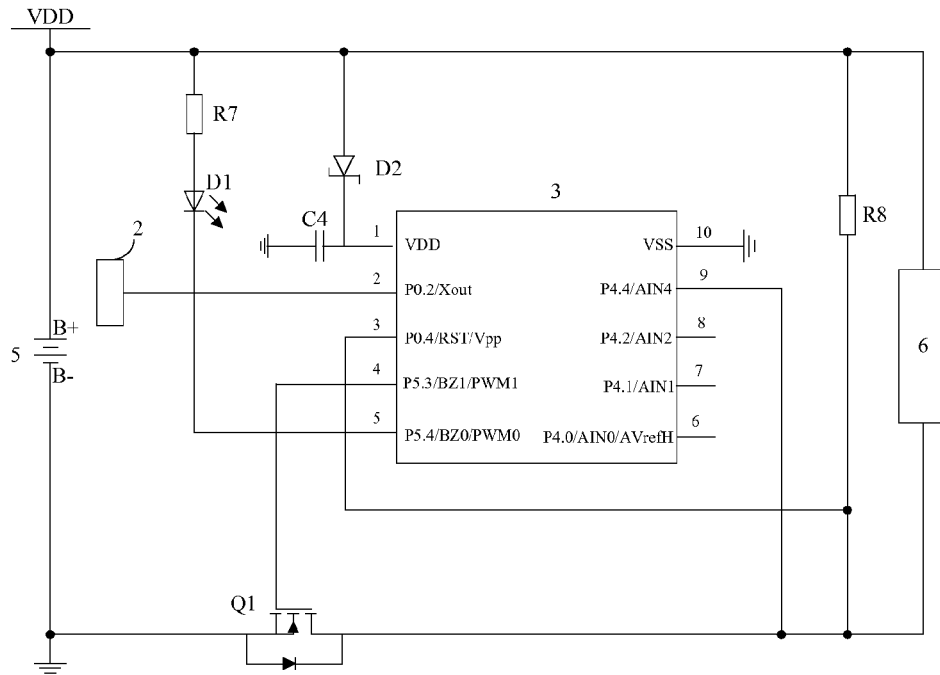 VDD
R7
D2
D1
3
R8
C4
2
1
VDD
VSS
10
2
P0.2/Xout
P4.4/AIN4
9
3
P0.4/RST/Vpp
P4.2/AIN2
8
B+
5
B-
6
4
P5.3/BZ1/PWM1
P4.1/AIN1
7
5
P5.4/BZ0/PWM0
P4.0/AIN0/AVrefH
6
Q1